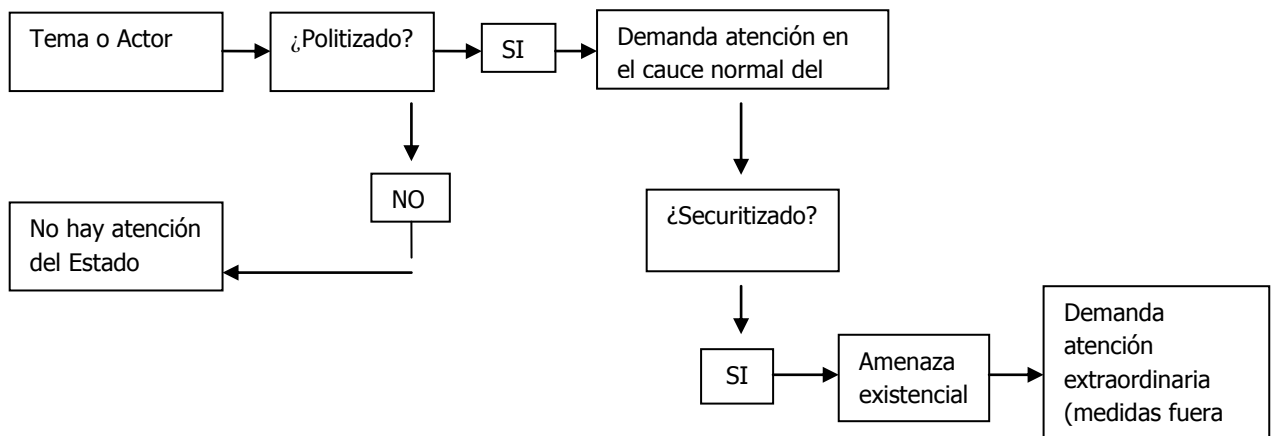 Tema o Actor
¿Politizado?
SI
Demanda atención en
el cauce normal del
NO
No hay atención
del Estado
¿Securitizado?
SI
Amenaza
existencial
Demanda
atención
extraordinaria
(medidas fuera